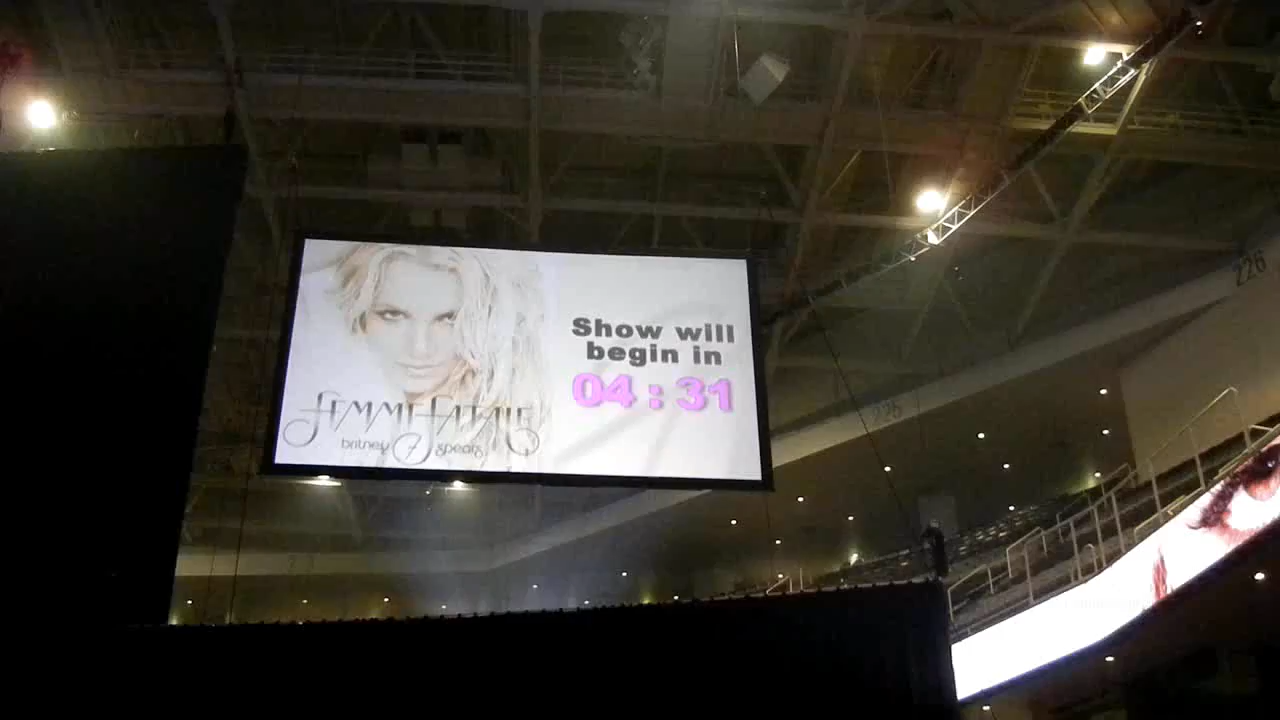 Show will
begin in
04 : 31
FEMME FATALE
britney spears
226
226